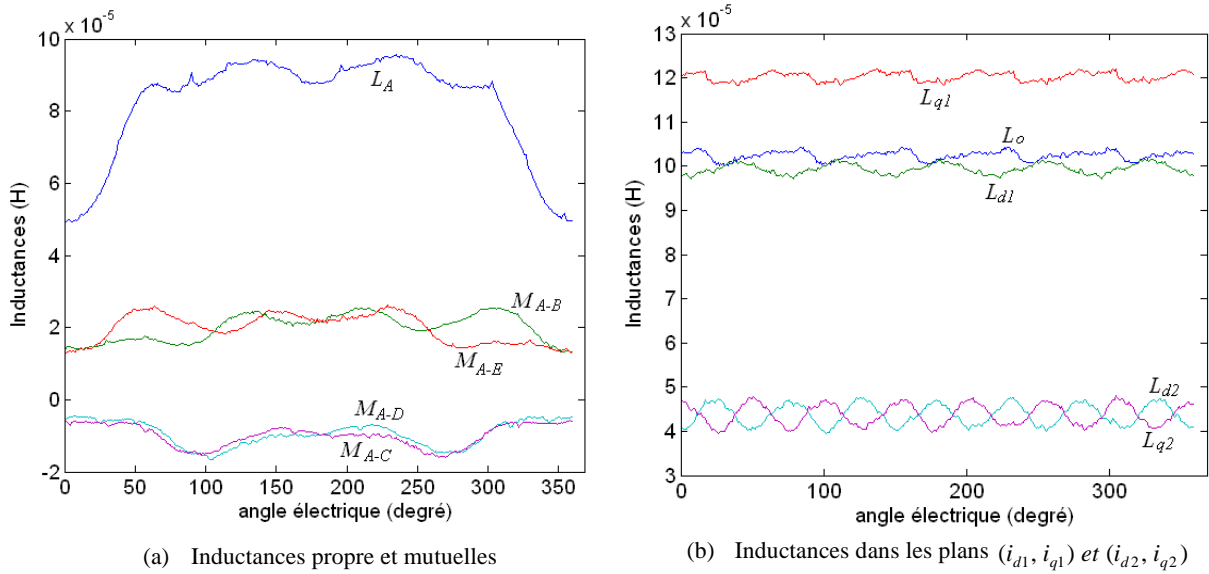 x 10^-5
10
8
6
4
2
0
-2
Inductances (H)
L_A
M_A-B
M_A-E
M_A-D
M_A-C
0 50 100 150 200 250 300 350
angle électrique (degré)
(a) Inductances propre et mutuelles
x 10^-5
13
12
11
10
9
8
7
6
5
4
3
Inductances (H)
L_q1
L_o
L_d1
L_d2
L_q2
0 100 200 300
angle électrique (degré)
(b) Inductances dans les plans (i_d1, i_q1) et (i_d2, i_q2)